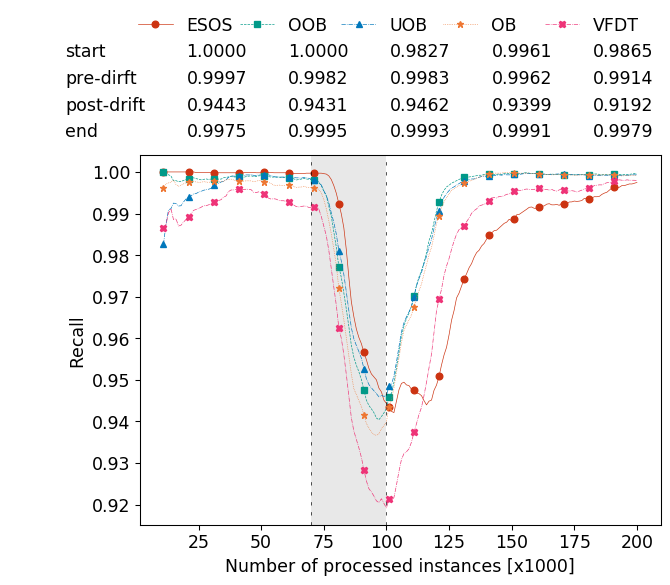 ESOS OOB UOB OB VFDT
start 1.0000 1.0000 0.9827 0.9961 0.9865
pre-dirft 0.9997 0.9982 0.9983 0.9962 0.9914
post-drift 0.9443 0.9431 0.9462 0.9399 0.9192
end 0.9975 0.9995 0.9993 0.9991 0.9979
1.00
0.99
0.98
0.97
0.96
0.95
0.94
0.93
0.92
Recall
25 50 75 100 125 150 175 200
Number of processed instances [x1000]